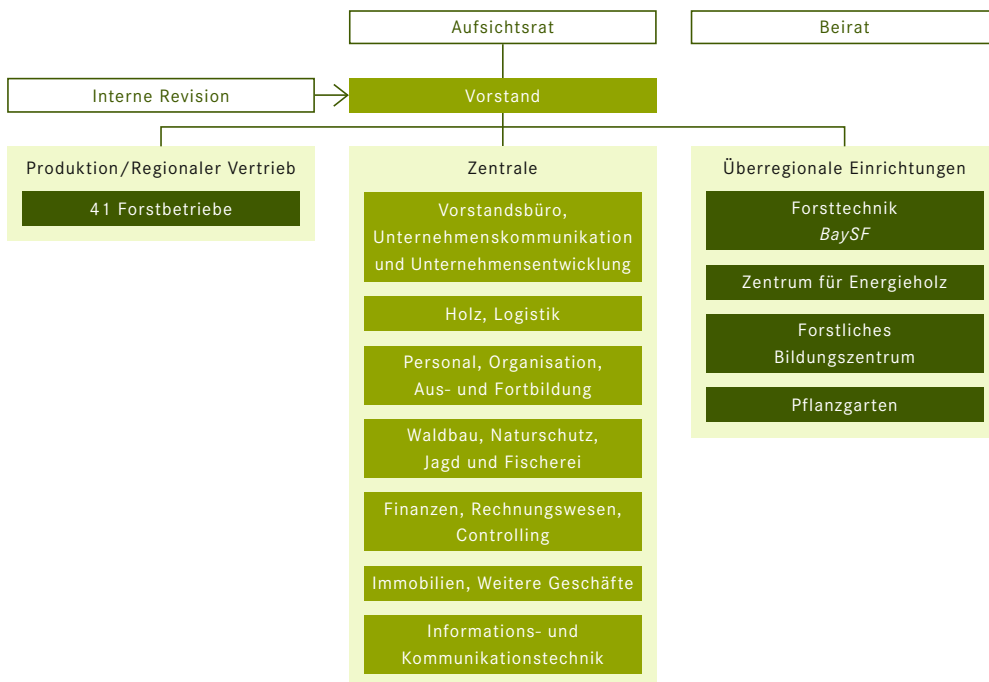 Aufsichtsrat
Beirat
Interne Revision
Vorstand
Produktion/Regionaler Vertrieb
41 Forstbetriebe
Zentrale
Vorstandsbüro,
Unternehmenskommunikation
und Unternehmensentwicklung
Holz, Logistik
Personal, Organisation,
Aus- und Fortbildung
Waldbau, Naturschutz,
Jagd und Fischerei
Finanzen, Rechnungswesen,
Controlling
Immobilien, Weitere Geschäfte
Informations- und
Kommunikationstechnik
Überregionale Einrichtungen
Forsttechnik
BaySF
Zentrum für Energieholz
Forstliches
Bildungszentrum
Pflanzgarten